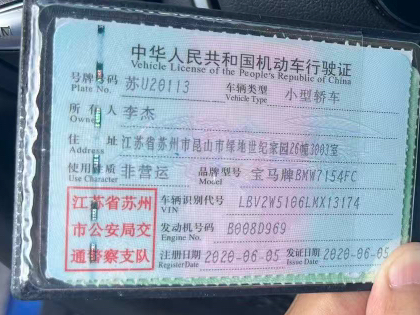 中华人民共和国机动车行驶证
Vehicle License of the People's Republic of China
号牌号码 苏U20113 车辆类型 小型轿车
Plate No. Vehicle Type
所有人 李杰
Owner
住址 江苏省苏州市昆山市绿地世纪家园Z6幢3003室
Address
使用性质 非营运 品牌型号 宝马牌BMW7154FC
Use Character Model
江苏省苏州 车辆识别代号 LBV2W5106LMX13174
VIN
市公安局交 发动机号码 B008D969
Engine No.
通警察支队 注册日期 2020-06-05 发证日期 2020-06-05
Register Date Issue Date